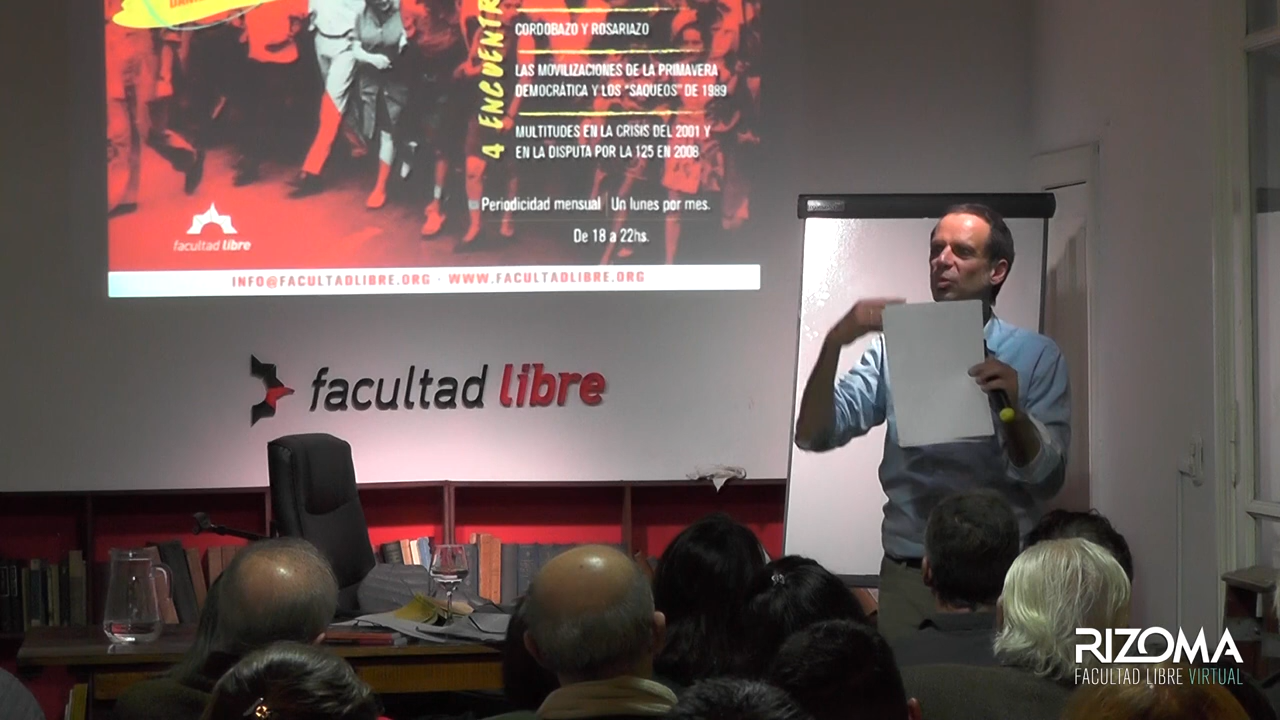 4 ENCUENTR
CORDOBAZO Y ROSARIAZO
LAS MOVILIZACIONES DE LA PRIMAVERA
DEMOCRÁTICA Y LOS "SAQUEOS" DE 1989
MULTITUDES EN LA CRISIS DEL 2001 Y
EN LA DISPUTA POR LA 125 EN 2008
Periodicidad mensual | Un lunes por mes.
De 18 a 22hs.
facultad libre
INFO@FACULTADLIBRE.ORG · WWW.FACULTADLIBRE.ORG
facultad libre
RIZOMA
FACULTAD LIBRE VIRTUAL